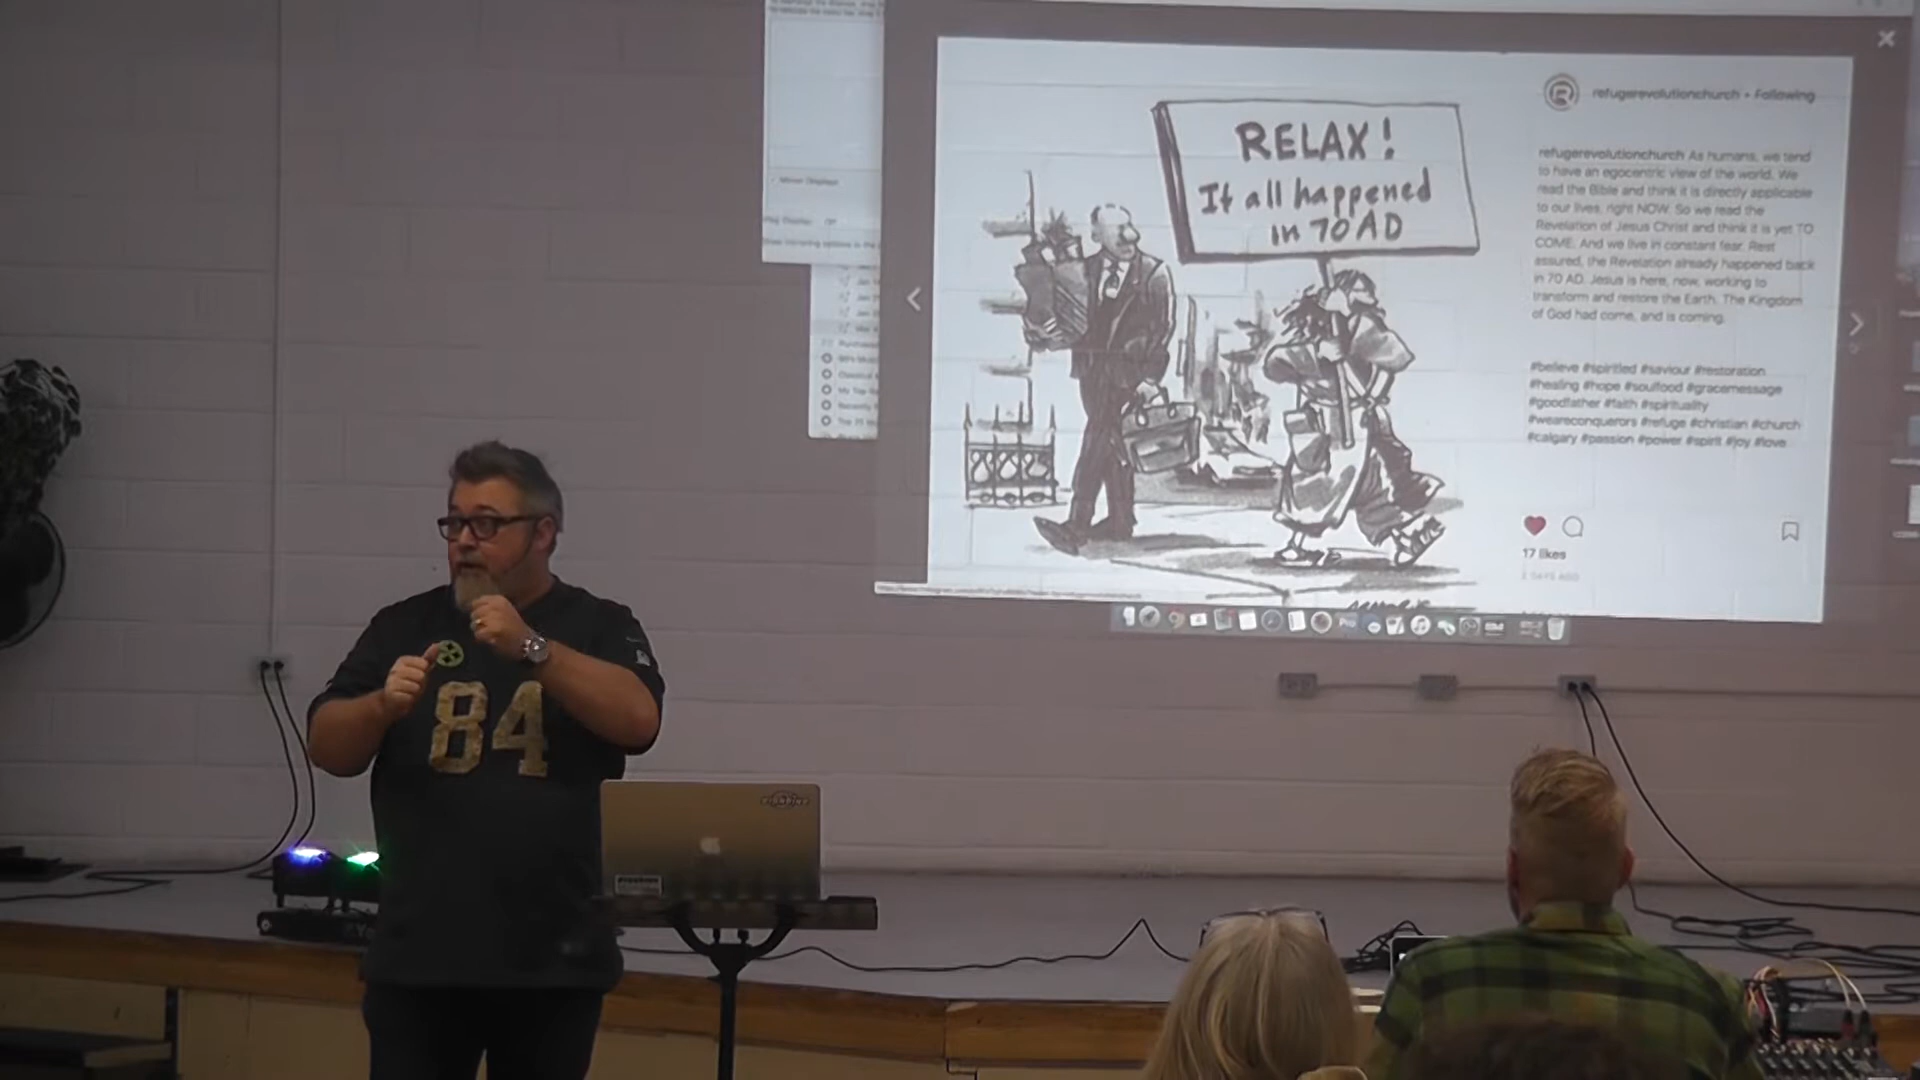 RELAX!
It all happened
in 70 AD
refugerevolutionchurch • Following
refugerevolutionchurch As humans, we tend
to have an egocentric view of the world. We
read the Bible and think it is directly applicable
to our lives, right NOW. So we read the
Revelation of Jesus Christ and think it is yet TO
COME. And we live in constant fear. Rest
assured, the Revelation already happened back
in 70 AD. Jesus is here, now, working to
transform and restore the Earth. The Kingdom
of God had come, and is coming.
#believe #spiritled #saviour #restoration
#healing #hope #soulfood #gracemessage
#goodfather #faith #spirituality
#weareconquerors #refuge #christian #church
#calgary #passion #power #spirit #joy #love
17 likes
2 DAYS AGO
84